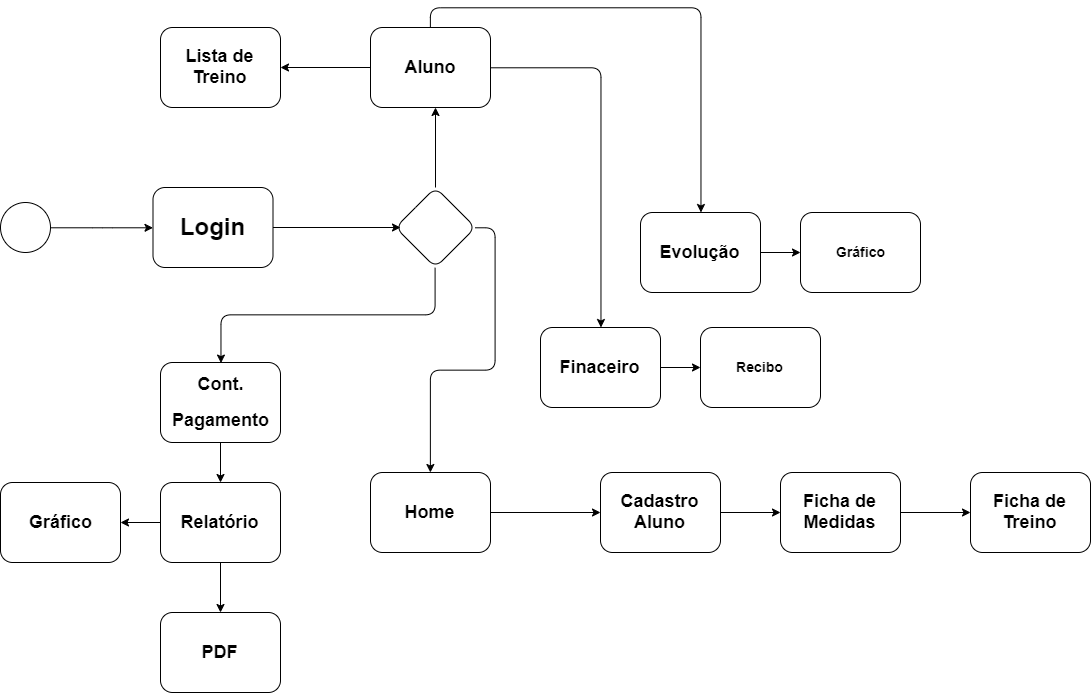 Lista de
Treino
Aluno
Login
Evolução
Gráfico
Finaceiro
Recibo
Cont.
Pagamento
Gráfico
Relatório
Home
Cadastro
Aluno
Ficha de
Medidas
Ficha de
Treino
PDF